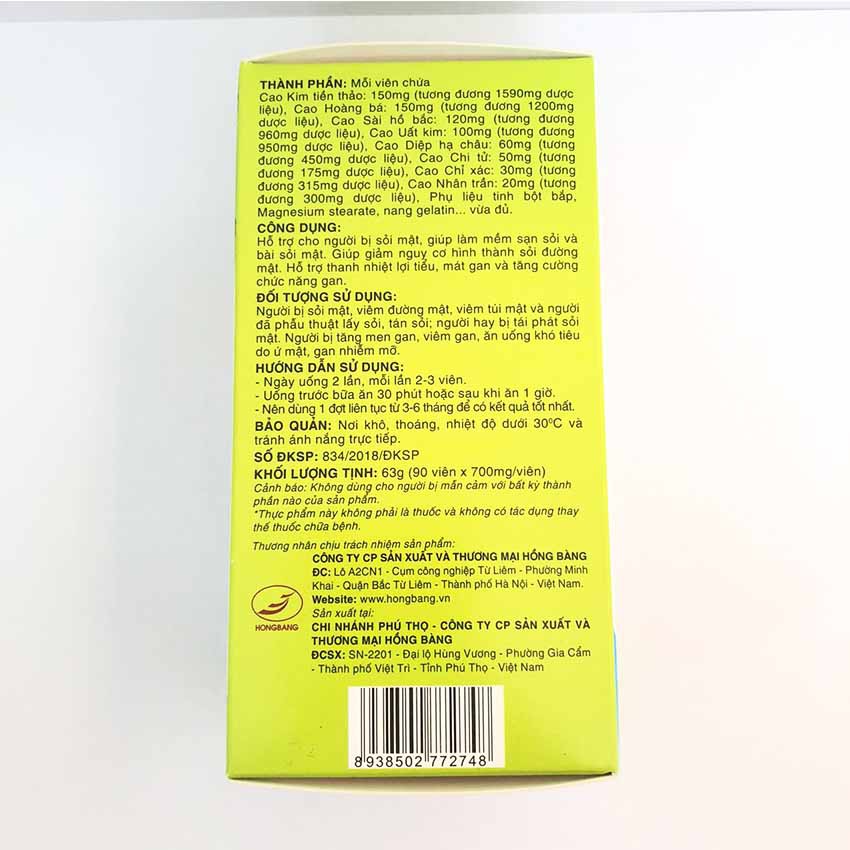 THÀNH PHẦN: Mỗi viên chứa
Cao Kim tiền thảo: 150mg (tương đương 1590mg dược
liệu), Cao Hoàng bá: 150mg (tương đương 1200mg
dược liệu), Cao Sài hồ bắc: 120mg (tương đương
960mg dược liệu), Cao Uất kim: 100mg (tương đương
950mg dược liệu), Cao Diệp hạ châu: 60mg (tương
đương 450mg dược liệu), Cao Chi tử: 50mg (tương
đương 175mg dược liệu), Cao Chỉ xác: 30mg (tương
đương 315mg dược liệu), Cao Nhân trần: 20mg (tương
đương 300mg dược liệu), Phụ liệu tinh bột bắp,
Magnesium stearate, nang gelatin... vừa đủ.
CÔNG DỤNG:
Hỗ trợ cho người bị sỏi mật, giúp làm mềm sạn sỏi và
bài sỏi mật. Giúp giảm nguy cơ hình thành sỏi đường
mật. Hỗ trợ thanh nhiệt lợi tiểu, mát gan và tăng cường
chức năng gan.
ĐỐI TƯỢNG SỬ DỤNG:
Người bị sỏi mật, viêm đường mật, viêm túi mật và người
đã phẫu thuật lấy sỏi, tán sỏi; người hay bị tái phát sỏi
mật. Người bị tăng men gan, viêm gan, ăn uống khó tiêu
do ứ mật, gan nhiễm mỡ.
HƯỚNG DẪN SỬ DỤNG:
- Ngày uống 2 lần, mỗi lần 2-3 viên.
- Uống trước bữa ăn 30 phút hoặc sau khi ăn 1 giờ.
- Nên dùng 1 đợt liên tục từ 3-6 tháng để có kết quả tốt nhất.
BẢO QUẢN: Nơi khô, thoáng, nhiệt độ dưới 30⁰C và
tránh ánh nắng trực tiếp.
SỐ ĐKSP: 834/2018/ĐKSP
KHỐI LƯỢNG TỊNH: 63g (90 viên x 700mg/viên)
Cảnh báo: Không dùng cho người bị mẫn cảm với bất kỳ thành
phần nào của sản phẩm.
*Thực phẩm này không phải là thuốc và không có tác dụng thay
thế thuốc chữa bệnh.
Thương nhân chịu trách nhiệm sản phẩm:
CÔNG TY CP SẢN XUẤT VÀ THƯƠNG MẠI HỒNG BÀNG
ĐC: Lô A2CN1 - Cụm công nghiệp Từ Liêm - Phường Minh
Khai - Quận Bắc Từ Liêm - Thành phố Hà Nội - Việt Nam.
Website: www.hongbang.vn
HONGBANG
Sản xuất tại:
CHI NHÁNH PHÚ THỌ - CÔNG TY CP SẢN XUẤT VÀ
THƯƠNG MẠI HỒNG BÀNG
ĐCSX: SN-2201 - Đại lộ Hùng Vương - Phường Gia Cẩm
- Thành phố Việt Trì - Tỉnh Phú Thọ - Việt Nam
8 938502 772748